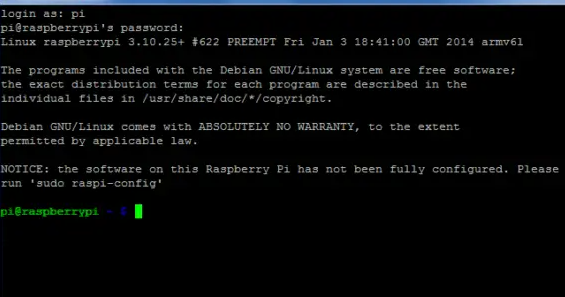 login as: pi
pi@raspberrypi's password:
Linux raspberrypi 3.10.25+ #622 PREEMPT Fri Jan 3 18:41:00 GMT 2014 armv6l
The programs included with the Debian GNU/Linux system are free software;
the exact distribution terms for each program are described in the
individual files in /usr/share/doc/*/copyright.
Debian GNU/Linux comes with ABSOLUTELY NO WARRANTY, to the extent
permitted by applicable law.
NOTICE: the software on this Raspberry Pi has not been fully configured. Please
run 'sudo raspi-config'
pi@raspberrypi ~ $